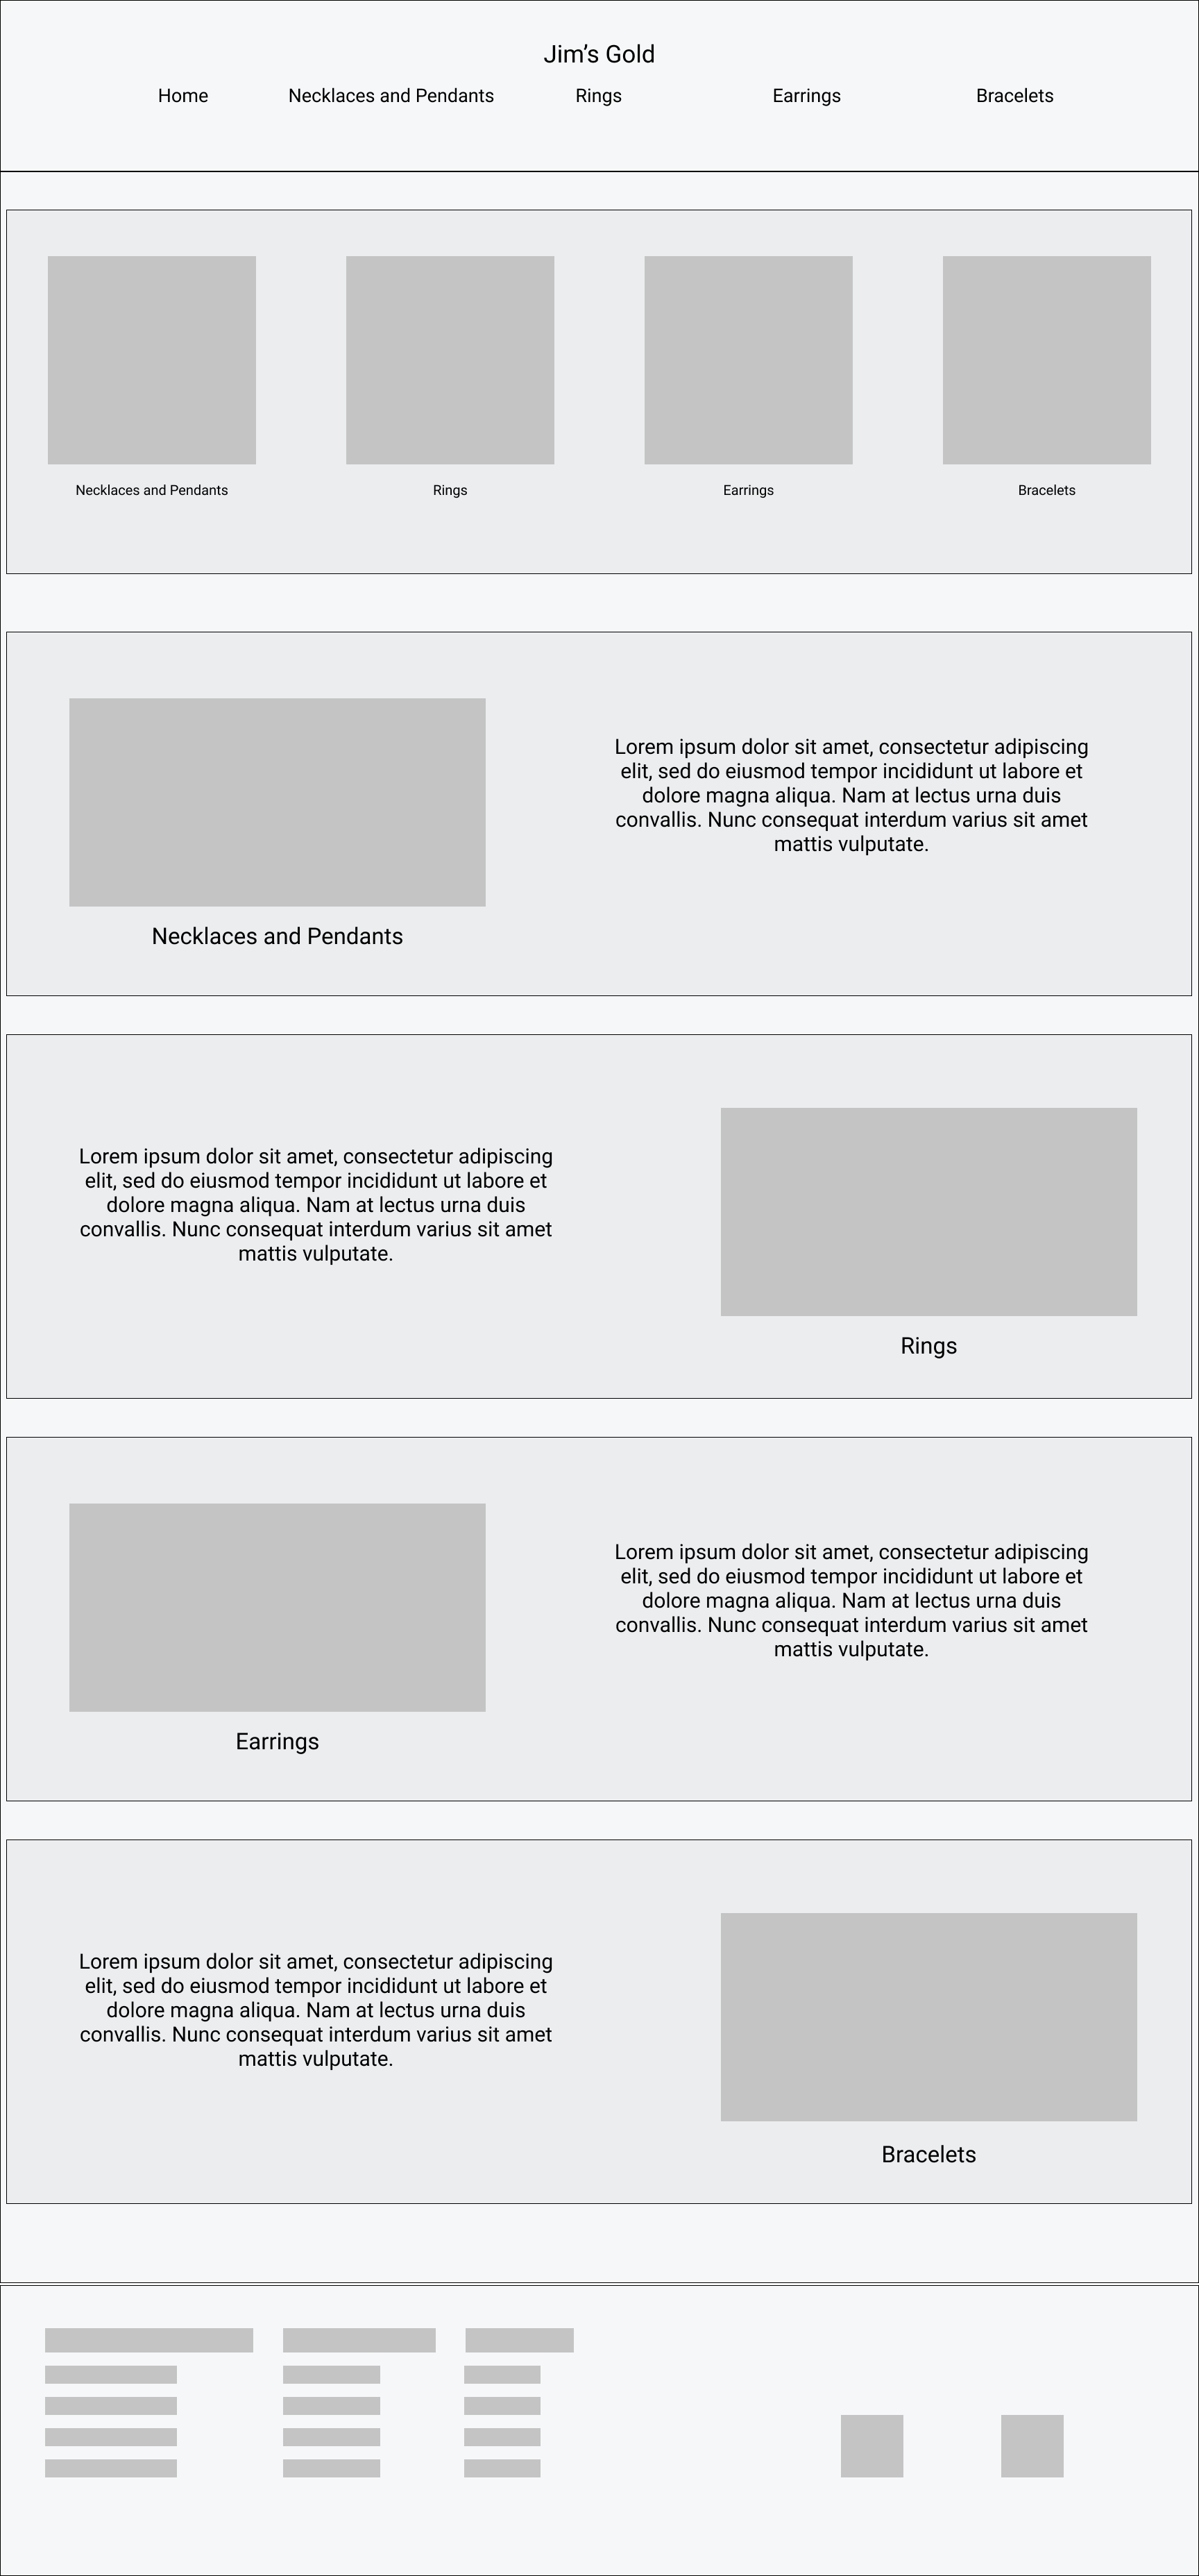 Jim’s Gold
Home Necklaces and Pendants Rings Earrings Bracelets
Necklaces and Pendants Rings Earrings Bracelets
Lorem ipsum dolor sit amet, consectetur adipiscing
elit, sed do eiusmod tempor incididunt ut labore et
dolore magna aliqua. Nam at lectus urna duis
convallis. Nunc consequat interdum varius sit amet
mattis vulputate.
Necklaces and Pendants
Lorem ipsum dolor sit amet, consectetur adipiscing
elit, sed do eiusmod tempor incididunt ut labore et
dolore magna aliqua. Nam at lectus urna duis
convallis. Nunc consequat interdum varius sit amet
mattis vulputate.
Rings
Lorem ipsum dolor sit amet, consectetur adipiscing
elit, sed do eiusmod tempor incididunt ut labore et
dolore magna aliqua. Nam at lectus urna duis
convallis. Nunc consequat interdum varius sit amet
mattis vulputate.
Earrings
Lorem ipsum dolor sit amet, consectetur adipiscing
elit, sed do eiusmod tempor incididunt ut labore et
dolore magna aliqua. Nam at lectus urna duis
convallis. Nunc consequat interdum varius sit amet
mattis vulputate.
Bracelets